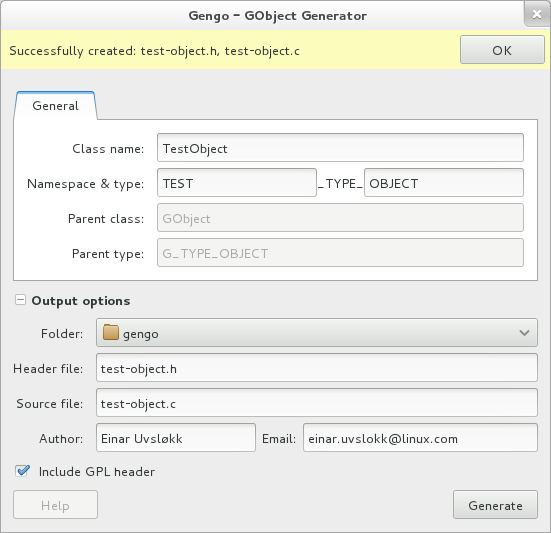 Gengo – GObject Generator
Successfully created: test-object.h, test-object.c OK
General
Class name: TestObject
Namespace & type: TEST _TYPE_ OBJECT
Parent class: GObject
Parent type: G_TYPE_OBJECT
Output options
Folder: gengo
Header file: test-object.h
Source file: test-object.c
Author: Einar Uvsløkk Email: einar.uvslokk@linux.com
Include GPL header
Help Generate